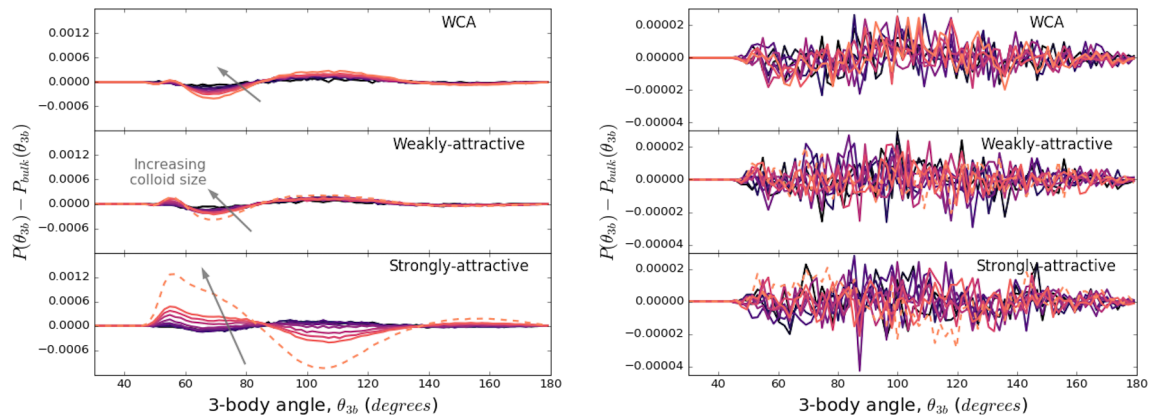 WCA
0.0012
0.0006
0.0000
−0.0006
Weakly-attractive
Increasing
colloid size
0.0012
0.0006
0.0000
−0.0006
Strongly-attractive
0.0012
0.0006
0.0000
−0.0006
P(θ3b) − Pbulk(θ3b)
40 60 80 100 120 140 160 180
3-body angle, θ3b (degrees)
WCA
0.00002
0.00000
−0.00002
−0.00004
Weakly-attractive
0.00002
0.00000
−0.00002
−0.00004
Strongly-attractive
0.00002
0.00000
−0.00002
−0.00004
P(θ3b) − Pbulk(θ3b)
40 60 80 100 120 140 160 180
3-body angle, θ3b (degrees)